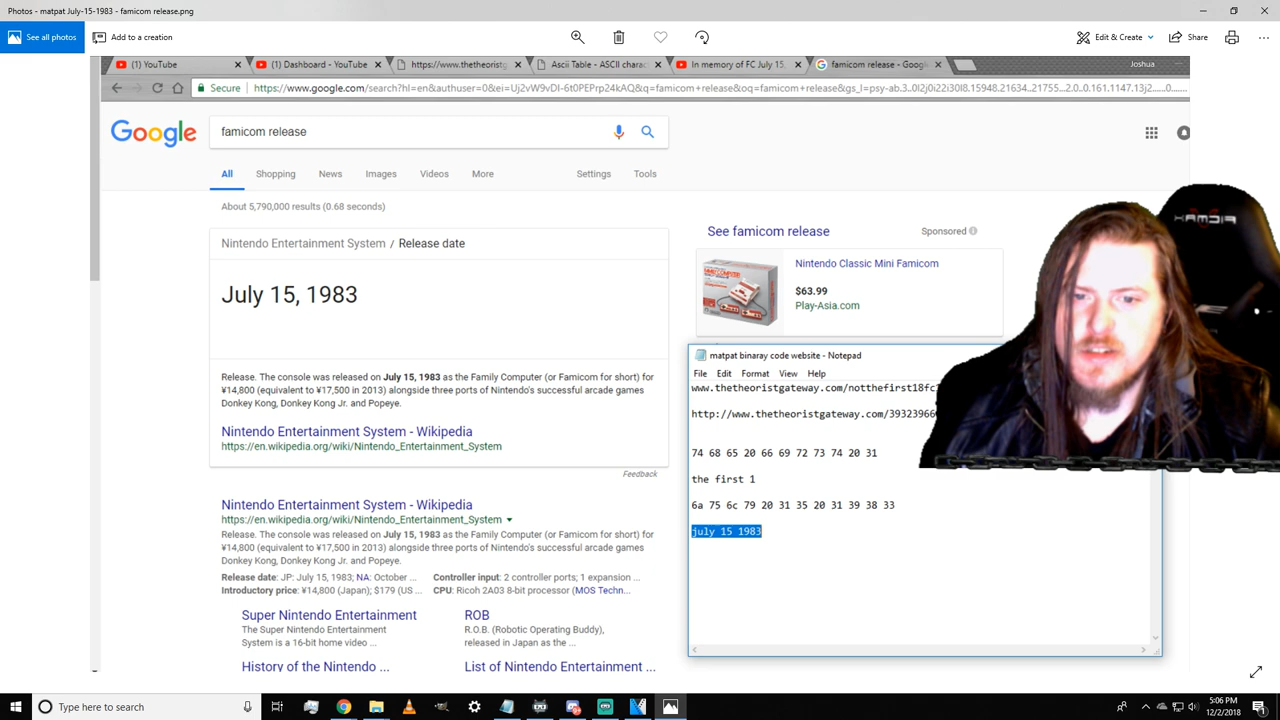 Photos - matpat July-15-1983 - famicom release.png
See all photos
Add to a creation
Edit & Create
Share
(1) YouTube
(1) Dashboard - YouTube
https://www.thetheoristg
Ascii Table - ASCII charac
In memory of FC July 15,
famicom release - Google
Joshua
Secure
Google
famicom release
All
Shopping
News
Images
Videos
More
Settings
Tools
About 5,790,000 results (0.68 seconds)
Nintendo Entertainment System / Release date
July 15, 1983
Release. The console was released on July 15, 1983 as the Family Computer (or Famicom for short) for
¥14,800 (equivalent to ¥17,500 in 2013) alongside three ports of Nintendo's successful arcade games
Donkey Kong, Donkey Kong Jr. and Popeye.
Nintendo Entertainment System - Wikipedia
https://en.wikipedia.org/wiki/Nintendo_Entertainment_System
Feedback
Nintendo Entertainment System - Wikipedia
https://en.wikipedia.org/wiki/Nintendo_Entertainment_System
Release. The console was released on July 15, 1983 as the Family Computer (or Famicom for short) for
¥14,800 (equivalent to ¥17,500 in 2013) alongside three ports of Nintendo's successful arcade games
Donkey Kong, Donkey Kong Jr. and Popeye.
Release date: JP: July 15, 1983; NA: October ...
Controller input: 2 controller ports; 1 expansion ...
Introductory price: ¥14,800 (Japan); $179 (US ...
CPU: Ricoh 2A03 8-bit processor (MOS Techn...
Super Nintendo Entertainment
The Super Nintendo Entertainment
System is a 16-bit home video ...
ROB
R.O.B. (Robotic Operating Buddy),
released in Japan as the ...
History of the Nintendo ...
List of Nintendo Entertainment ...
See famicom release
Sponsored
Nintendo Classic Mini Famicom
$63.99
Play-Asia.com
matpat binaray code website - Notepad
File Edit Format View Help
www.thetheoristgateway.com/notthefirst18fc
http://www.thetheoristgateway.com/39323966
74 68 65 20 66 69 72 73 74 20 31
the first 1
6a 75 6c 79 20 31 35 20 31 39 38 33
july 15 1983
Type here to search
5:06 PM
12/2/2018